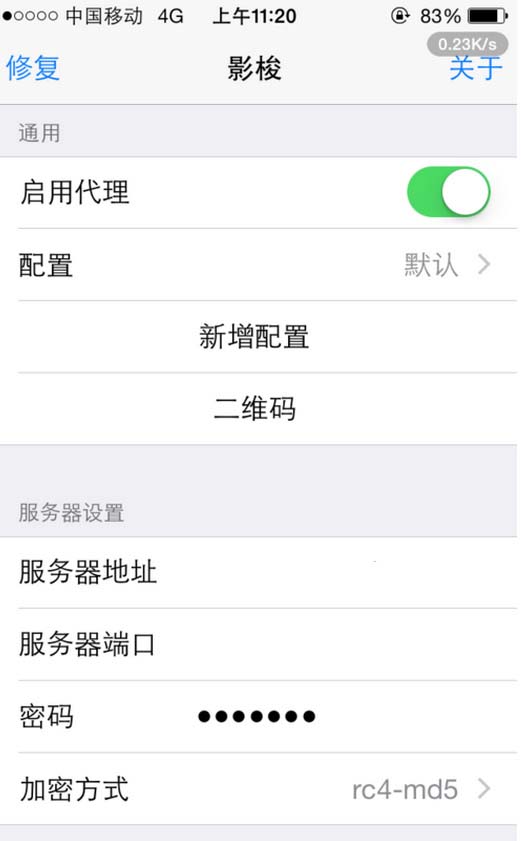 中国移动 4G 上午11:20 83%
0.23K/s
修复 影梭 关于
通用
启用代理
配置 默认
新增配置
二维码
服务器设置
服务器地址
服务器端口
密码 •••••••
加密方式 rc4-md5